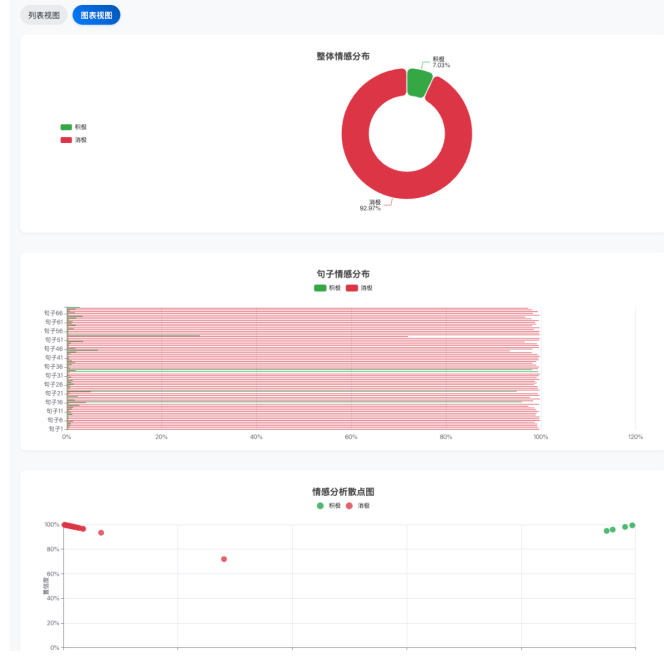 列表视图 图表视图
整体情感分布
积极
7.03%
积极
消极
消极
92.97%
句子情感分布
积极 消极
句子66
句子61
句子56
句子51
句子46
句子41
句子36
句子31
句子26
句子21
句子16
句子11
句子6
句子1
0% 20% 40% 60% 80% 100% 120%
情感分析散点图
积极 消极
100%
80%
60%
置信度
40%
20%
0%